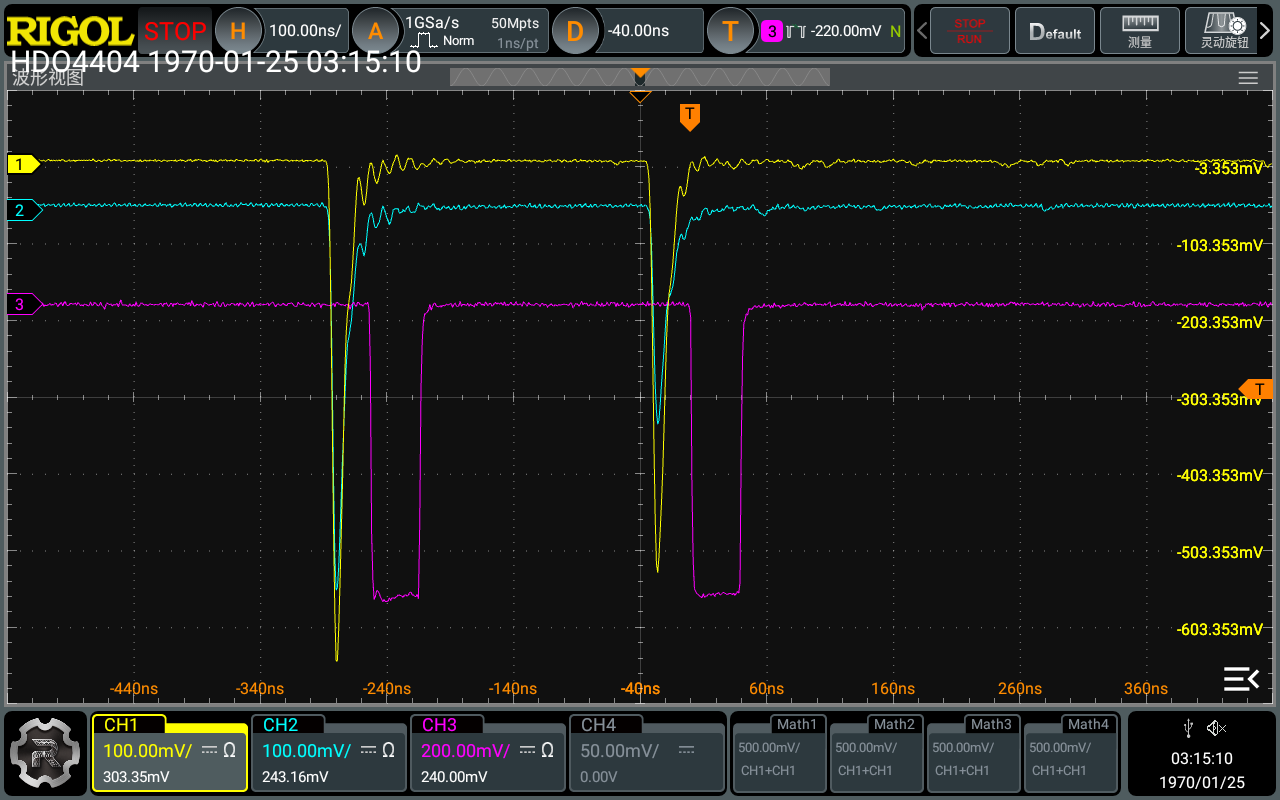 RIGOL STOP H 100.00ns/ A 1GSa/s 50Mpts
Norm 1ns/pt
D -40.00ns T 3 -220.00mV N
STOP
RUN
Default
测量
灵动旋钮
HDO4404 1970-01-25 03:15:10
波形视图
T
1
-3.353mV
2
-103.353mV
3
-203.353mV
T
-303.353mV
-403.353mV
-503.353mV
-603.353mV
-440ns -340ns -240ns -140ns -40ns 60ns 160ns 260ns 360ns
R
CH1
100.00mV/ Ω
303.35mV
CH2
100.00mV/ Ω
243.16mV
CH3
200.00mV/ Ω
240.00mV
CH4
50.00mV/
0.00V
Math1
500.00mV/
CH1+CH1
Math2
500.00mV/
CH1+CH1
Math3
500.00mV/
CH1+CH1
Math4
500.00mV/
CH1+CH1
03:15:10
1970/01/25